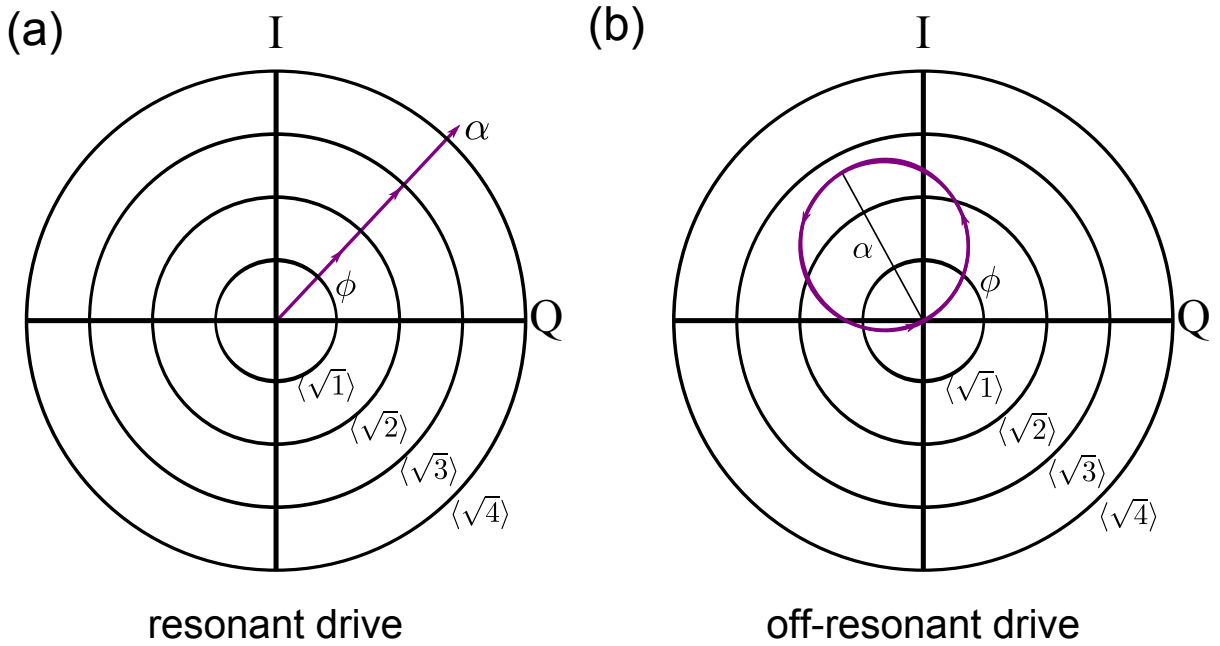 (a)
I
α
ϕ
Q
⟨√1⟩
⟨√2⟩
⟨√3⟩
⟨√4⟩
resonant drive
(b)
I
α
ϕ
Q
⟨√1⟩
⟨√2⟩
⟨√3⟩
⟨√4⟩
off-resonant drive